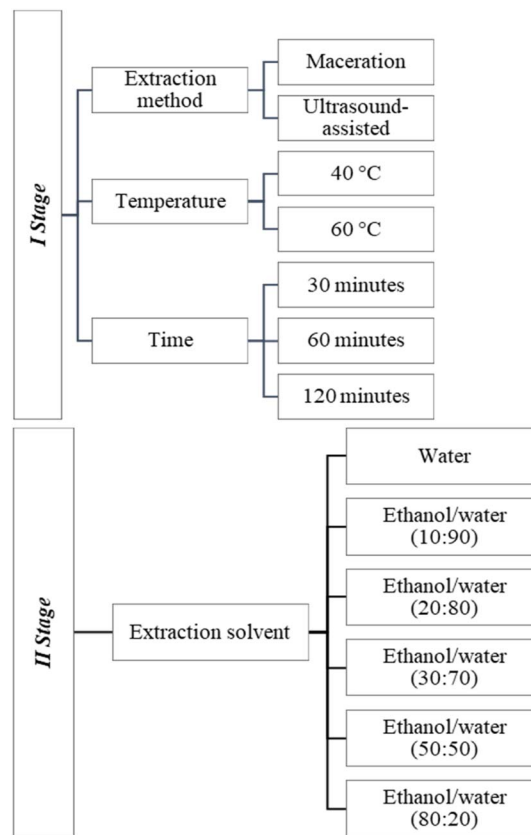 I Stage
Extraction
method
Maceration
Ultrasound-
assisted
Temperature
40 °C
60 °C
Time
30 minutes
60 minutes
120 minutes
II Stage
Extraction solvent
Water
Ethanol/water
(10:90)
Ethanol/water
(20:80)
Ethanol/water
(30:70)
Ethanol/water
(50:50)
Ethanol/water
(80:20)